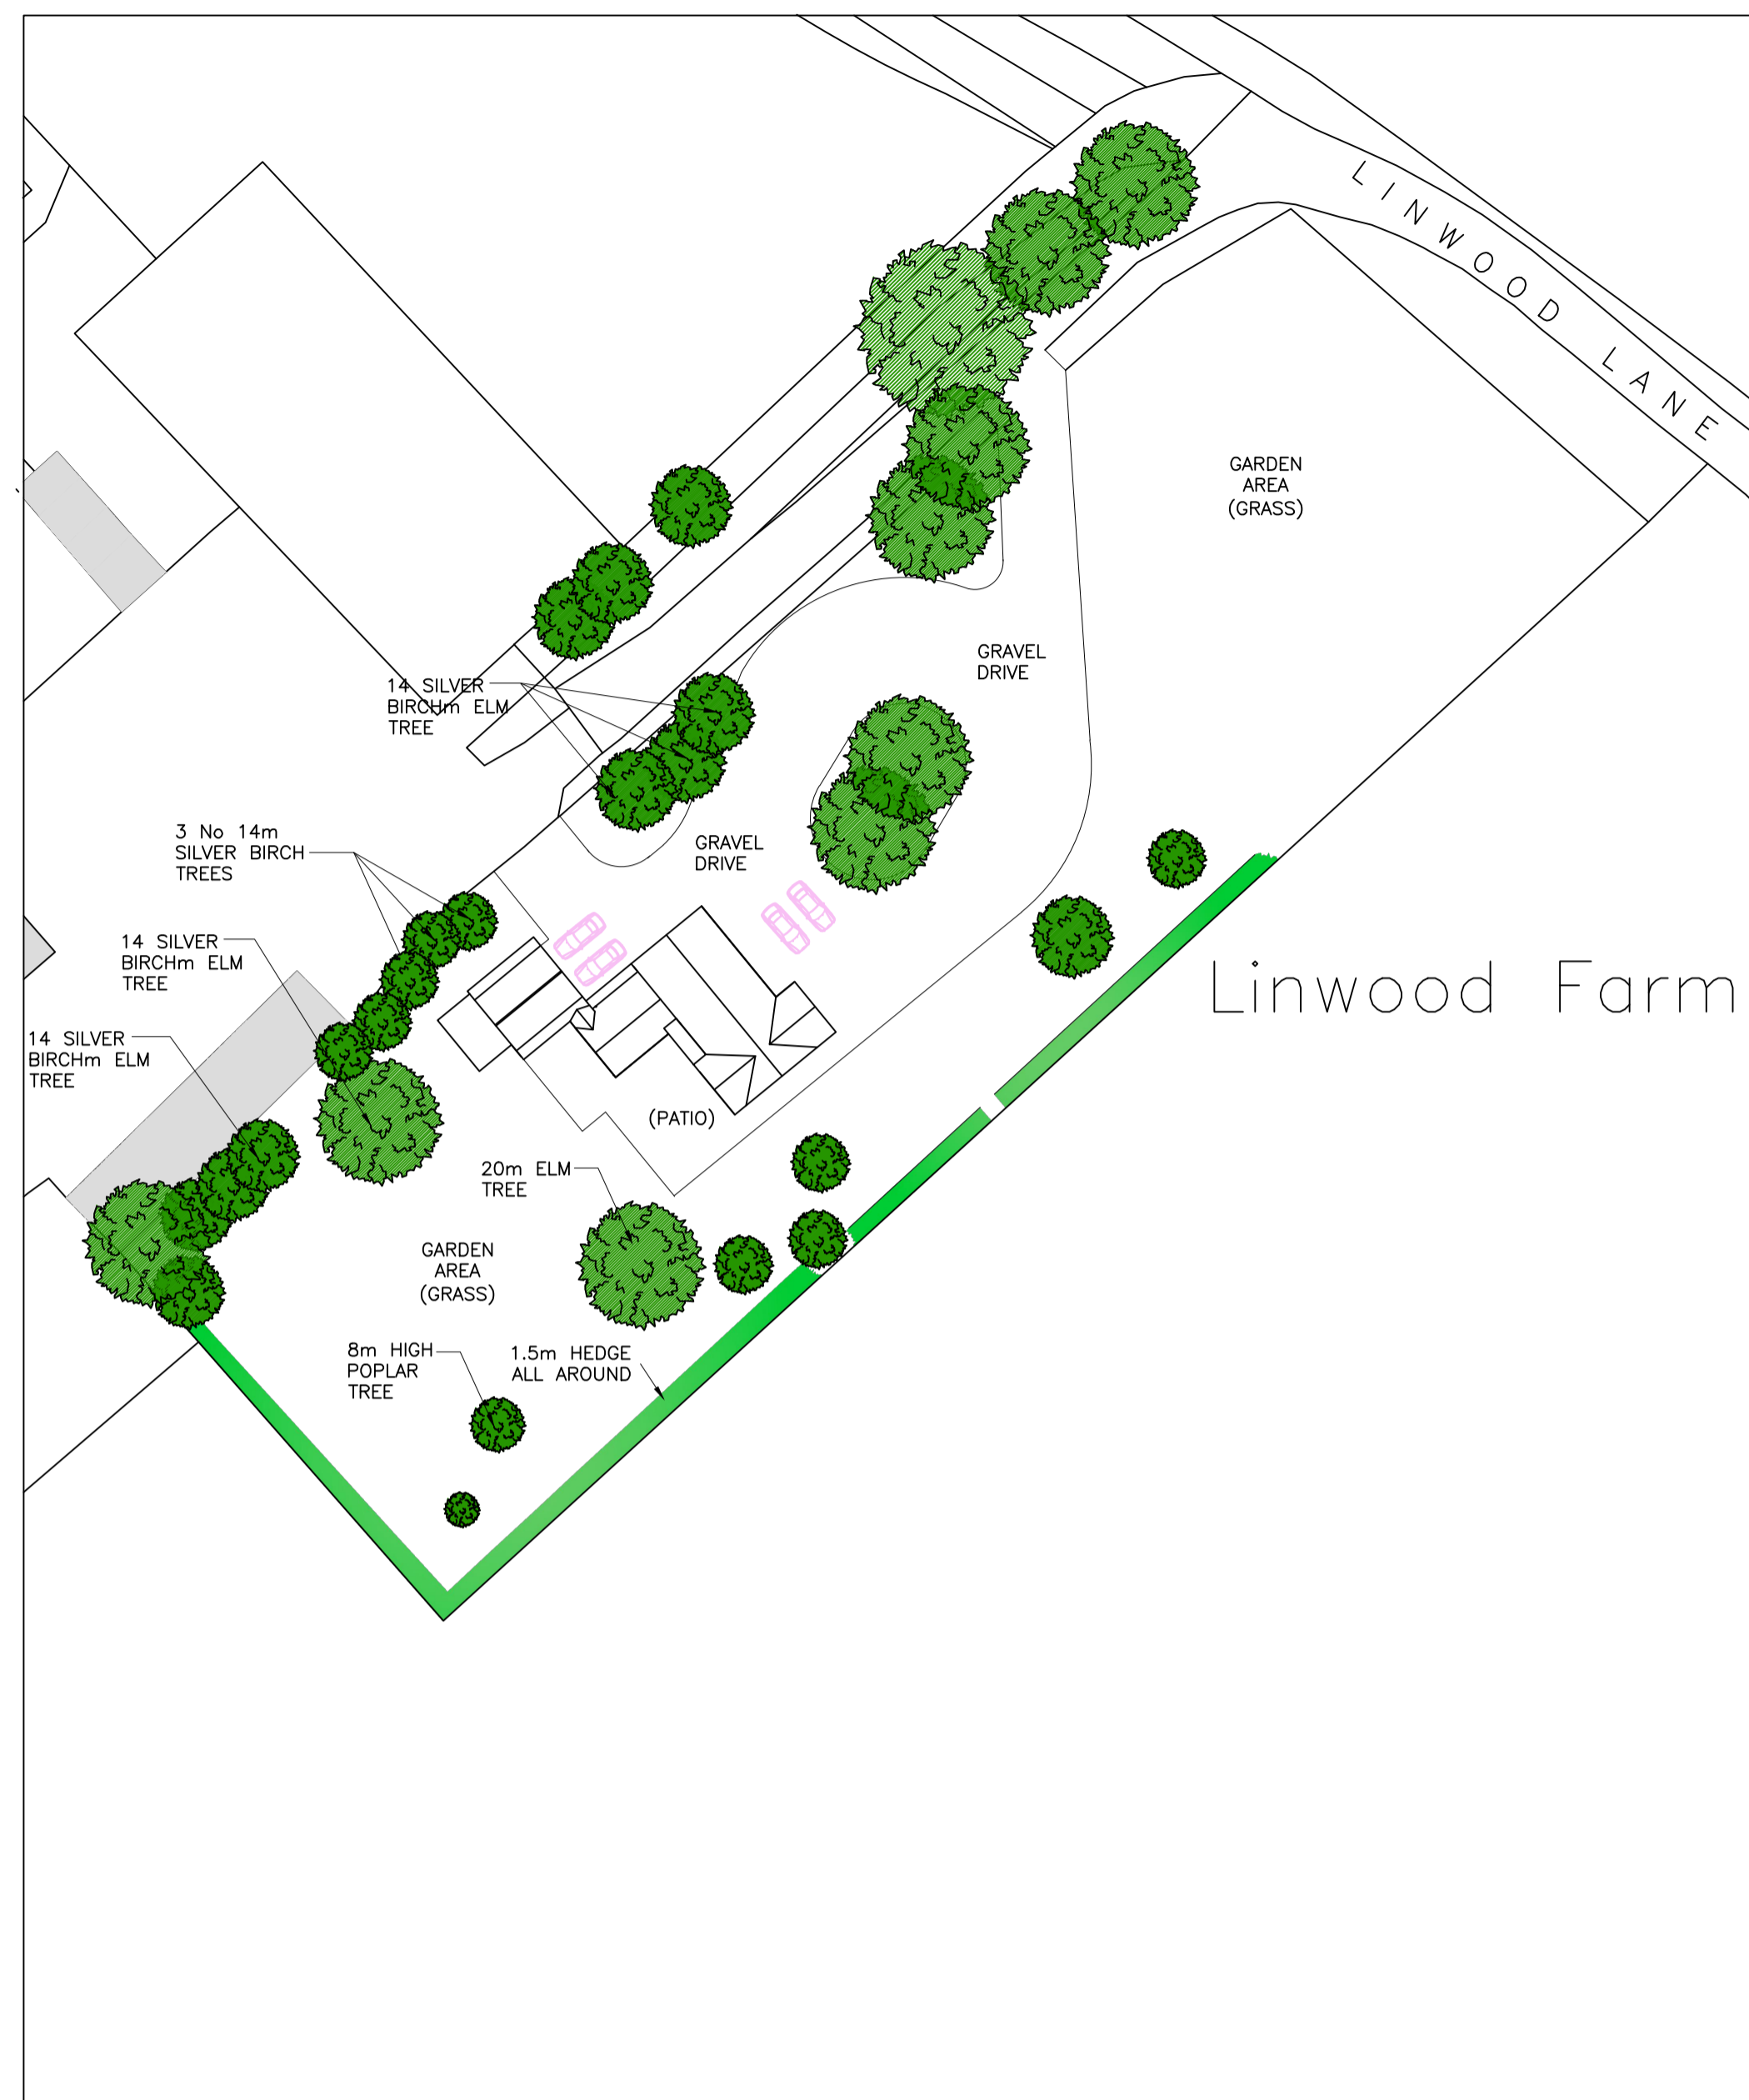 LINWOOD LANE
GARDEN
AREA
(GRASS)
GRAVEL
DRIVE
14 SILVER
BIRCHm ELM
TREE
3 No 14m
SILVER BIRCH
TREES
GRAVEL
DRIVE
14 SILVER
BIRCHm ELM
TREE
Linwood Farm
14 SILVER
BIRCHm ELM
TREE
(PATIO)
20m ELM
TREE
GARDEN
AREA
(GRASS)
8m HIGH
POPLAR
TREE
1.5m HEDGE
ALL AROUND